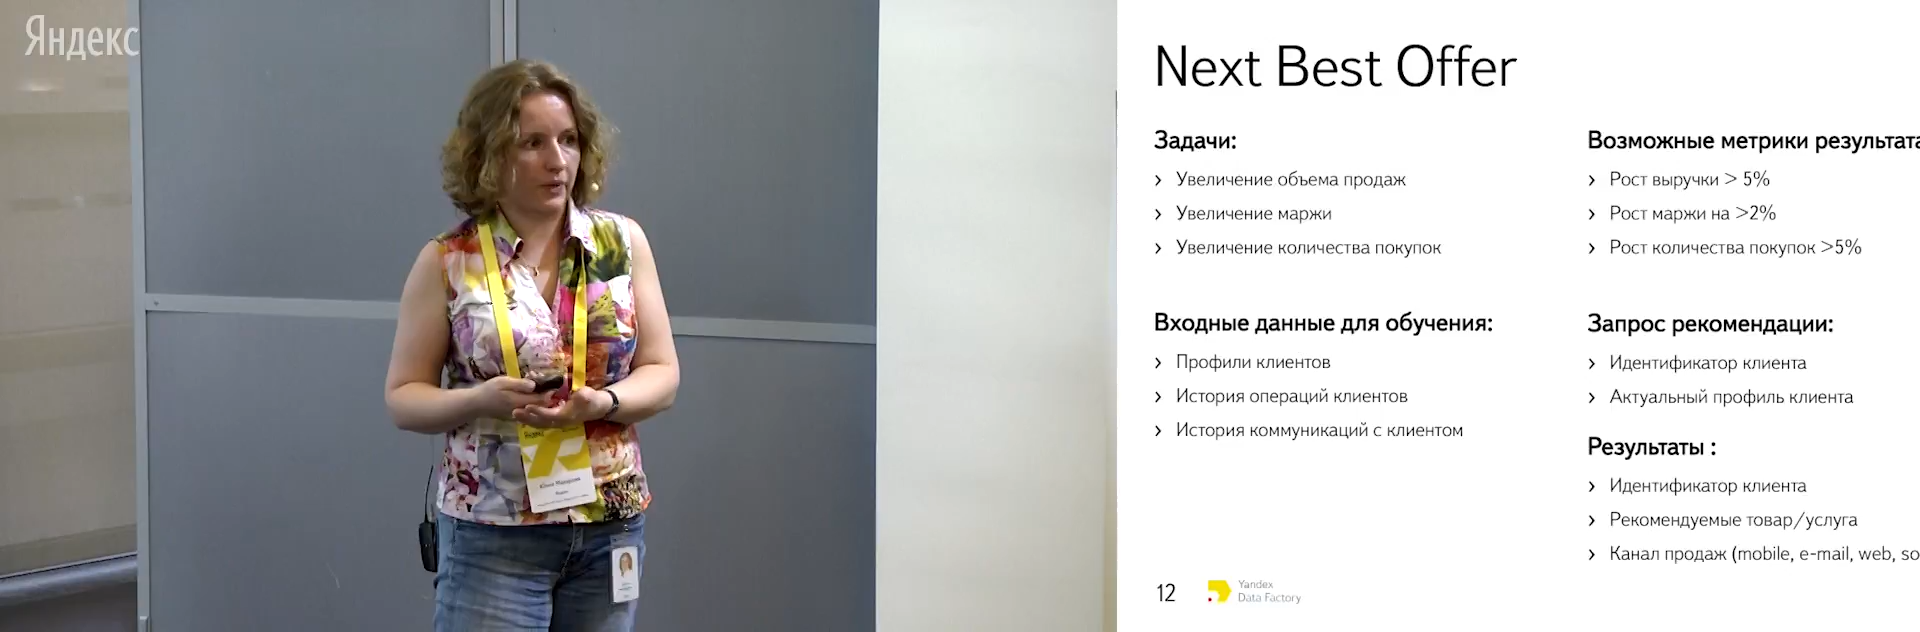 Яндекс
Next Best Offer
Задачи:
› Увеличение объема продаж
› Увеличение маржи
› Увеличение количества покупок
Входные данные для обучения:
› Профили клиентов
› История операций клиентов
› История коммуникаций с клиентом
Возможные метрики результата
› Рост выручки > 5%
› Рост маржи на >2%
› Рост количества покупок >5%
Запрос рекомендации:
› Идентификатор клиента
› Актуальный профиль клиента
Результаты :
› Идентификатор клиента
› Рекомендуемые товар/услуга
› Канал продаж (mobile, e-mail, web, so
12
Yandex
Data Factory
Яндекс
Юлия